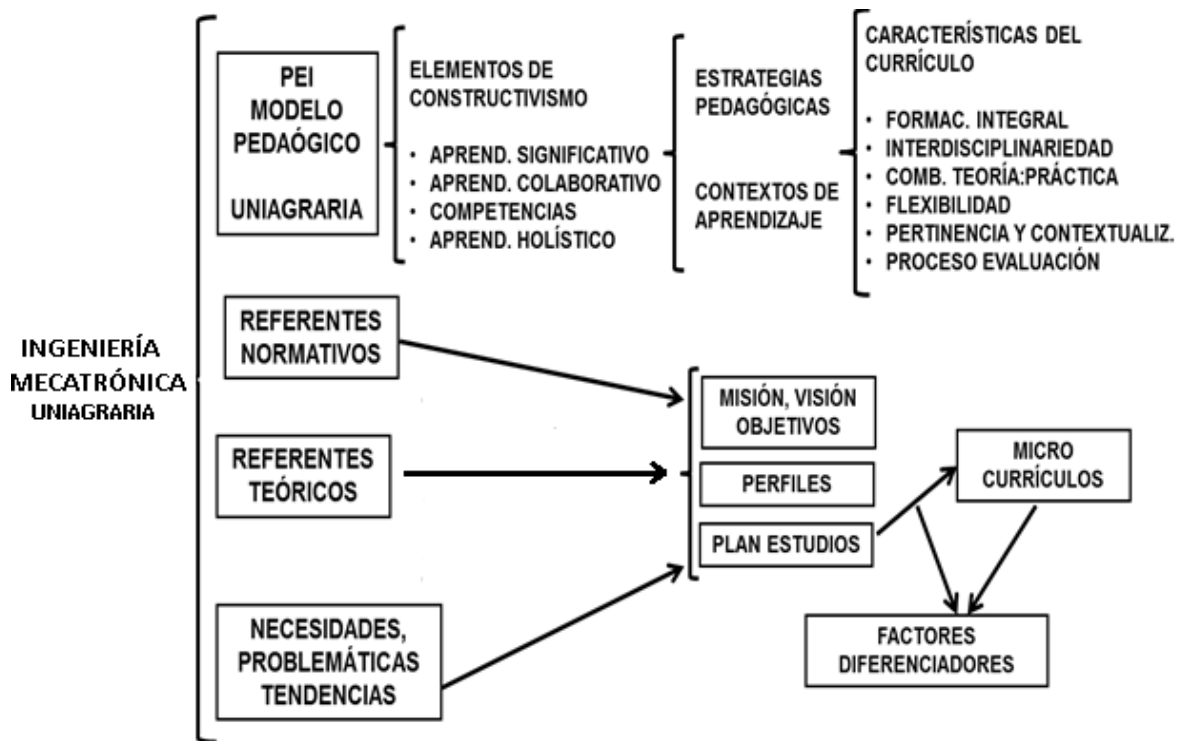 INGENIERÍA
MECATRÓNICA
UNIAGRARIA
PEI
MODELO
PEDAÓGICO
UNIAGRARIA
ELEMENTOS DE
CONSTRUCTIVISMO
• APREND. SIGNIFICATIVO
• APREND. COLABORATIVO
• COMPETENCIAS
• APREND. HOLÍSTICO
ESTRATEGIAS
PEDAGÓGICAS
CONTEXTOS DE
APRENDIZAJE
CARACTERÍSTICAS DEL
CURRÍCULO
• FORMAC. INTEGRAL
• INTERDISCIPLINARIEDAD
• COMB. TEORÍA:PRÁCTICA
• FLEXIBILIDAD
• PERTINENCIA Y CONTEXTUALIZ.
• PROCESO EVALUACIÓN
REFERENTES
NORMATIVOS
REFERENTES
TEÓRICOS
NECESIDADES,
PROBLEMÁTICAS
TENDENCIAS
MISIÓN, VISIÓN
OBJETIVOS
PERFILES
PLAN ESTUDIOS
MICRO
CURRÍCULOS
FACTORES
DIFERENCIADORES